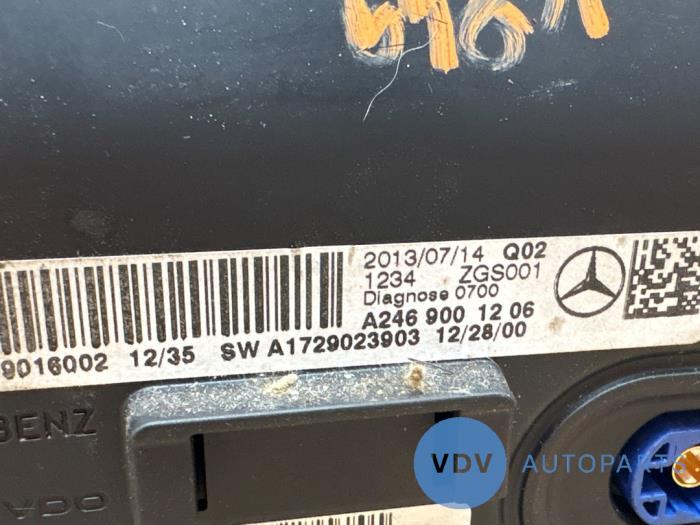 2013/07/14 Q02
1234 ZGS001
Diagnose 0700
A246 900 12 06
9016002 12/35 SW A1729023903 12/28/00
BENZ
VDO
VDV AUTOPARTS